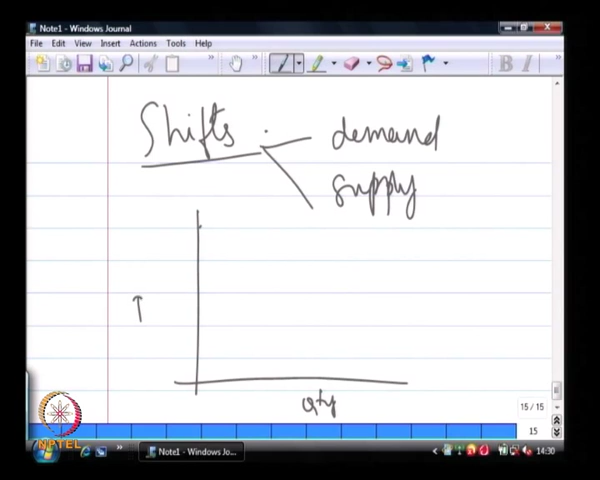 Note1 - Windows Journal
File Edit View Insert Actions Tools Help
B I
Shifts demand
supply
qty
15 / 15
15
NPTEL
Note1 - Windows Jo...
14:30